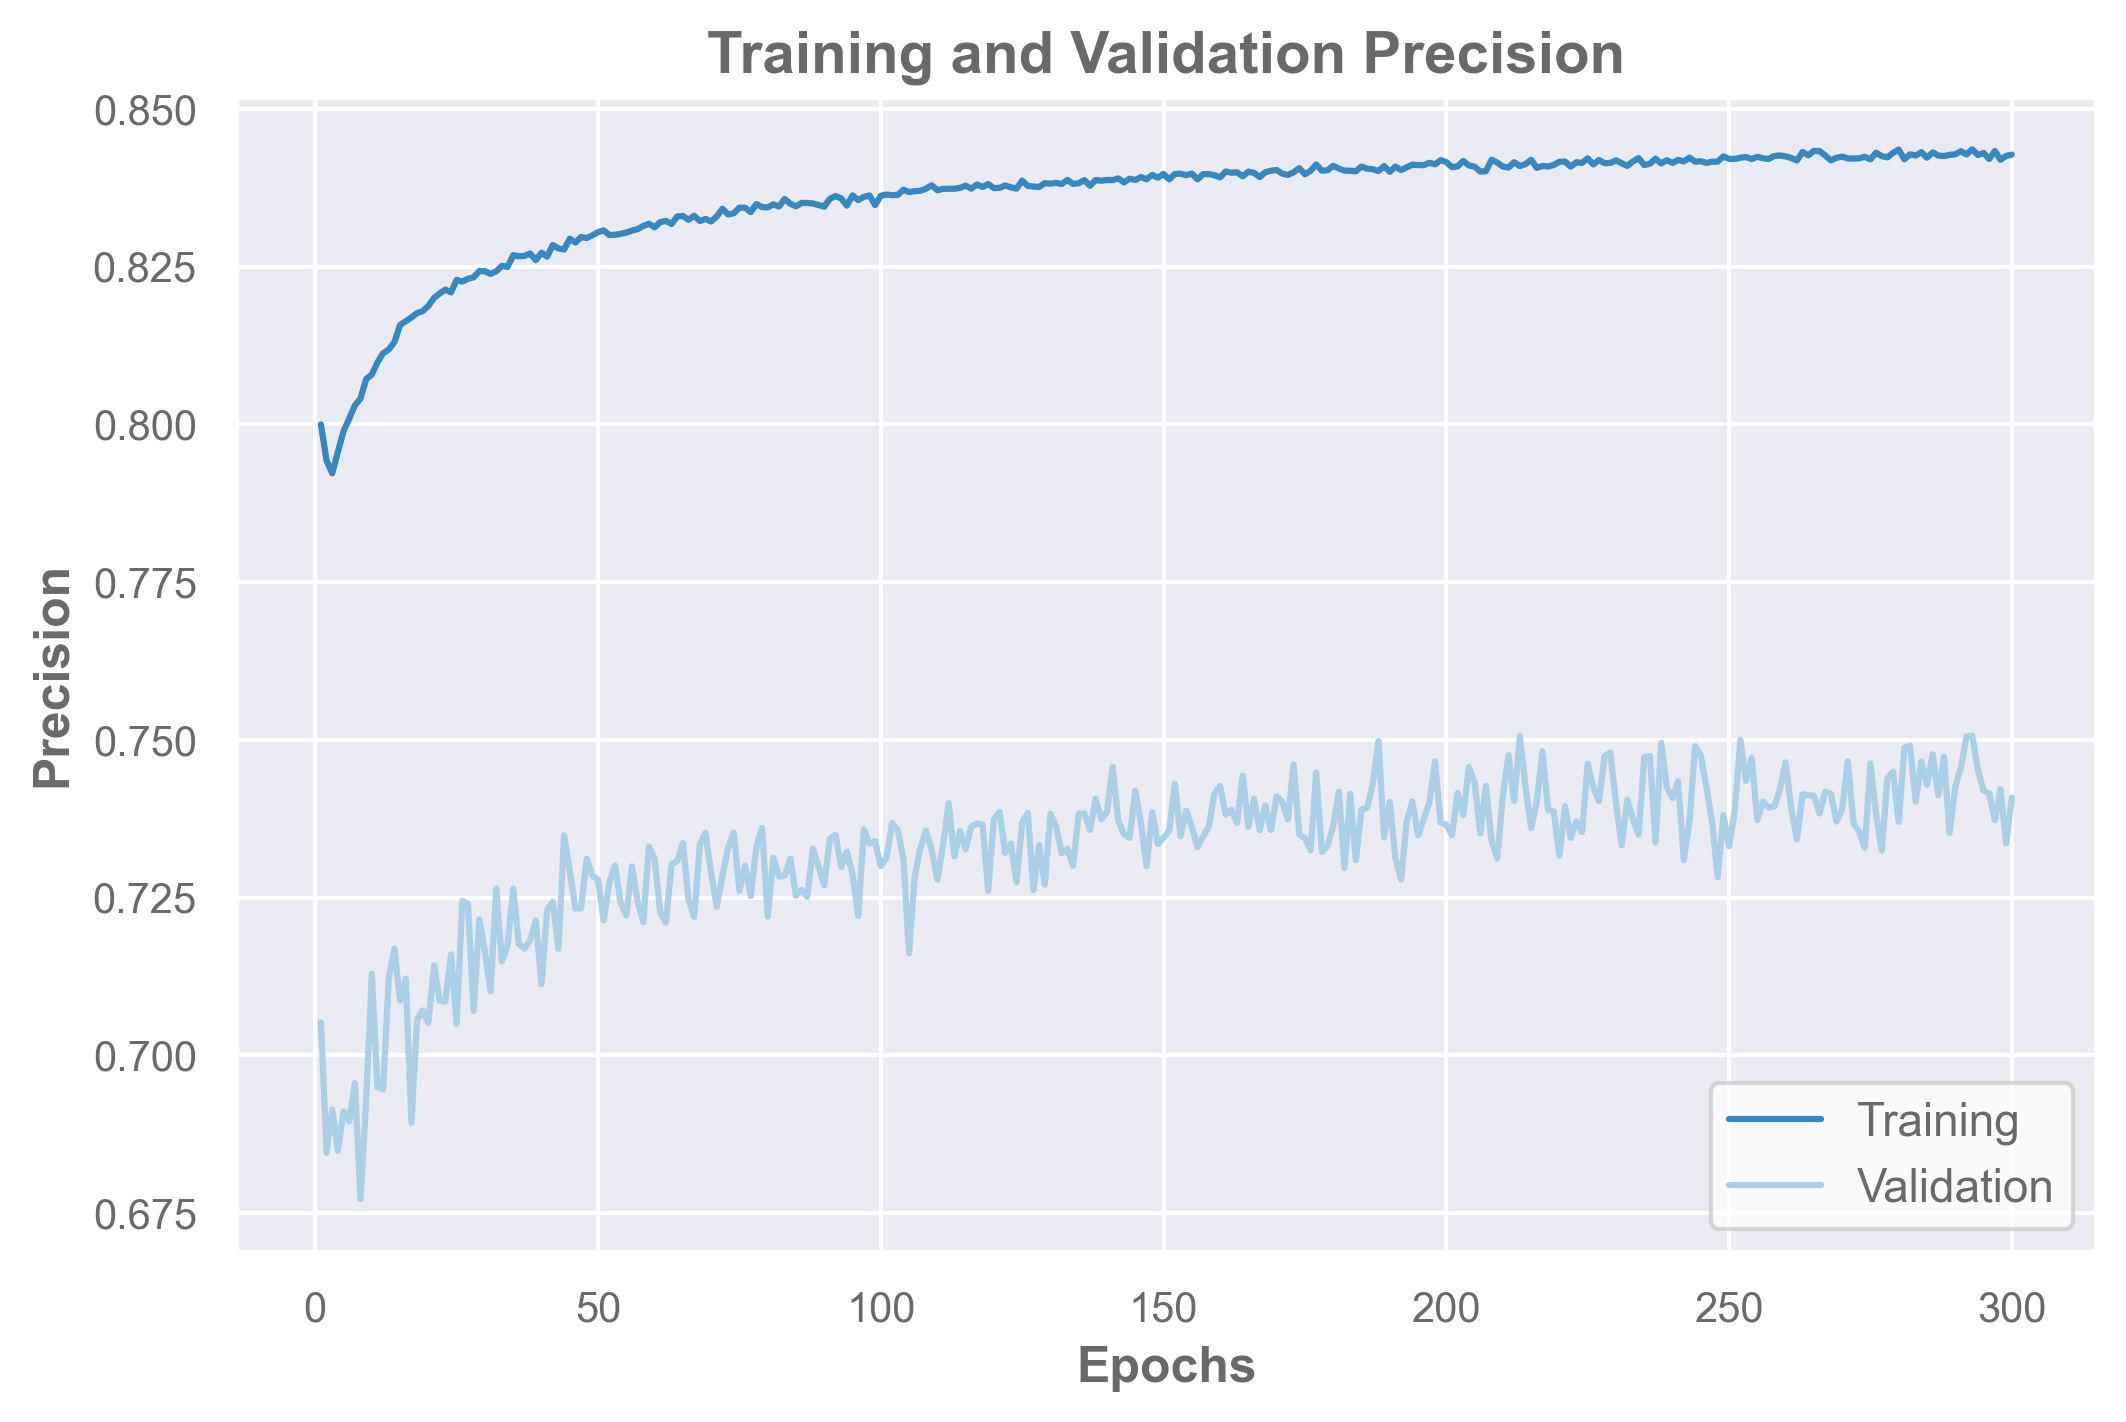 Training and Validation Precision
0.850
0.825
0.800
0.775
0.750
0.725
0.700
0.675
Precision
0 50 100 150 200 250 300
Epochs
Training
Validation